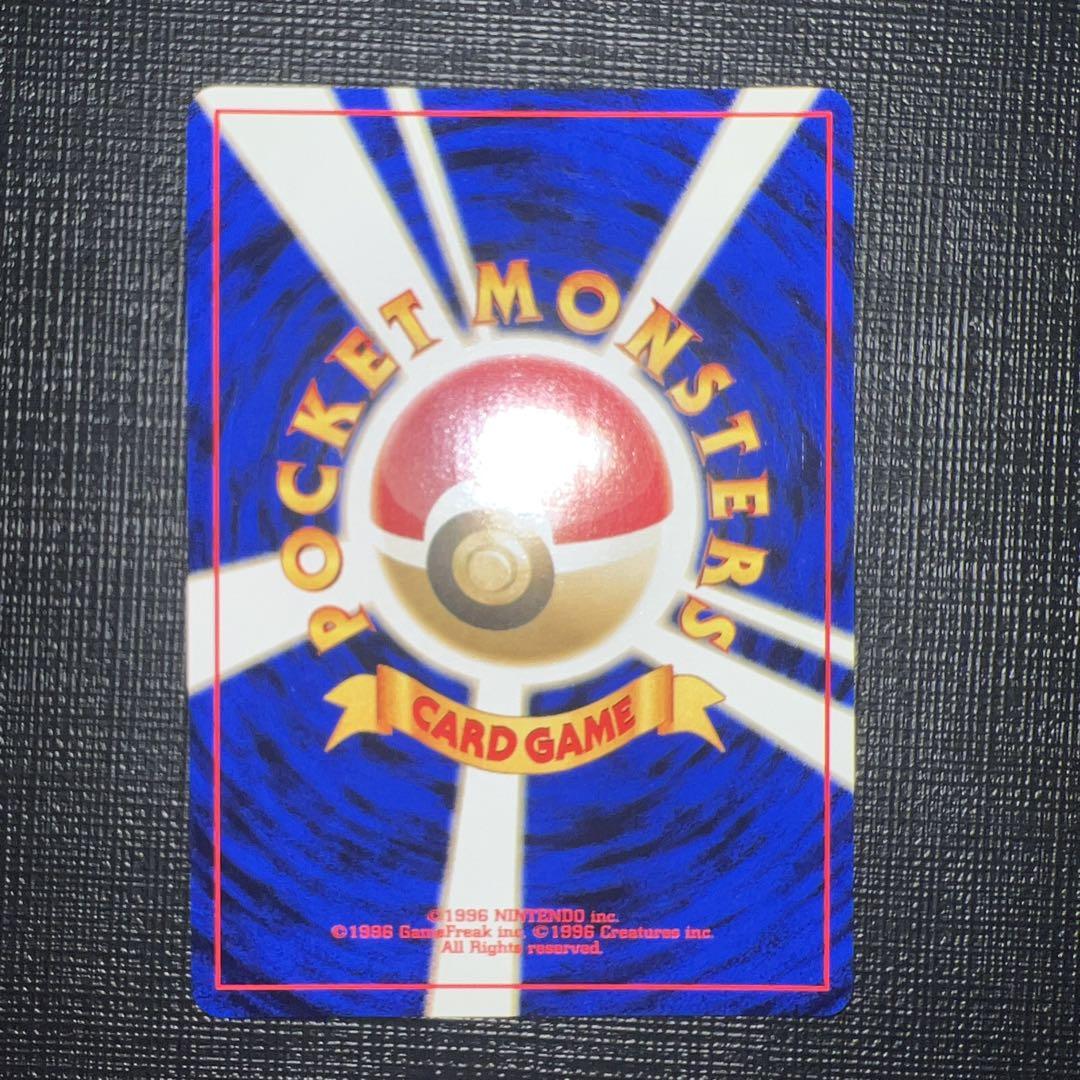 POCKET MONSTERS
CARD GAME
©1996 NINTENDO inc.
©1996 GameFreak inc. ©1996 Creatures inc.
All Rights reserved.